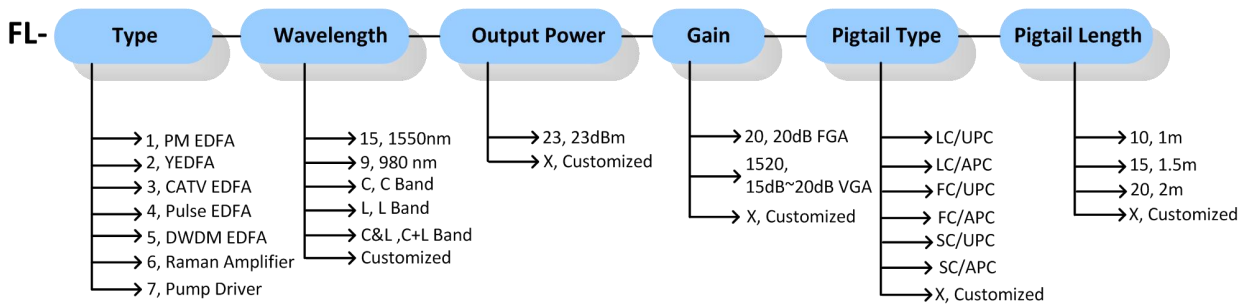 FL-
Type
Wavelength
Output Power
Gain
Pigtail Type
Pigtail Length
1, PM EDFA
2, YEDFA
3, CATV EDFA
4, Pulse EDFA
5, DWDM EDFA
6, Raman Amplifier
7, Pump Driver
15, 1550nm
9, 980 nm
C, C Band
L, L Band
C&L ,C+L Band
Customized
23, 23dBm
X, Customized
20, 20dB FGA
1520,
15dB~20dB VGA
X, Customized
LC/UPC
LC/APC
FC/UPC
FC/APC
SC/UPC
SC/APC
X, Customized
10, 1m
15, 1.5m
20, 2m
X, Customized